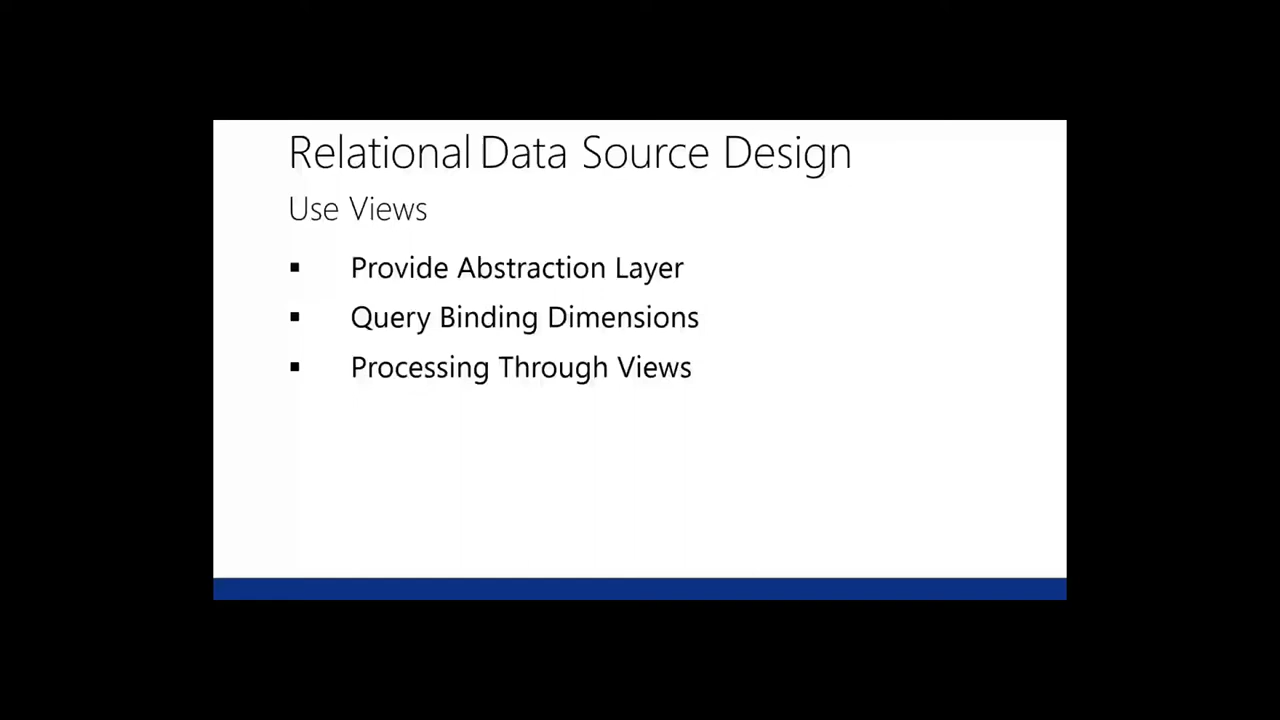 Relational Data Source Design
Use Views
▪ Provide Abstraction Layer
▪ Query Binding Dimensions
▪ Processing Through Views